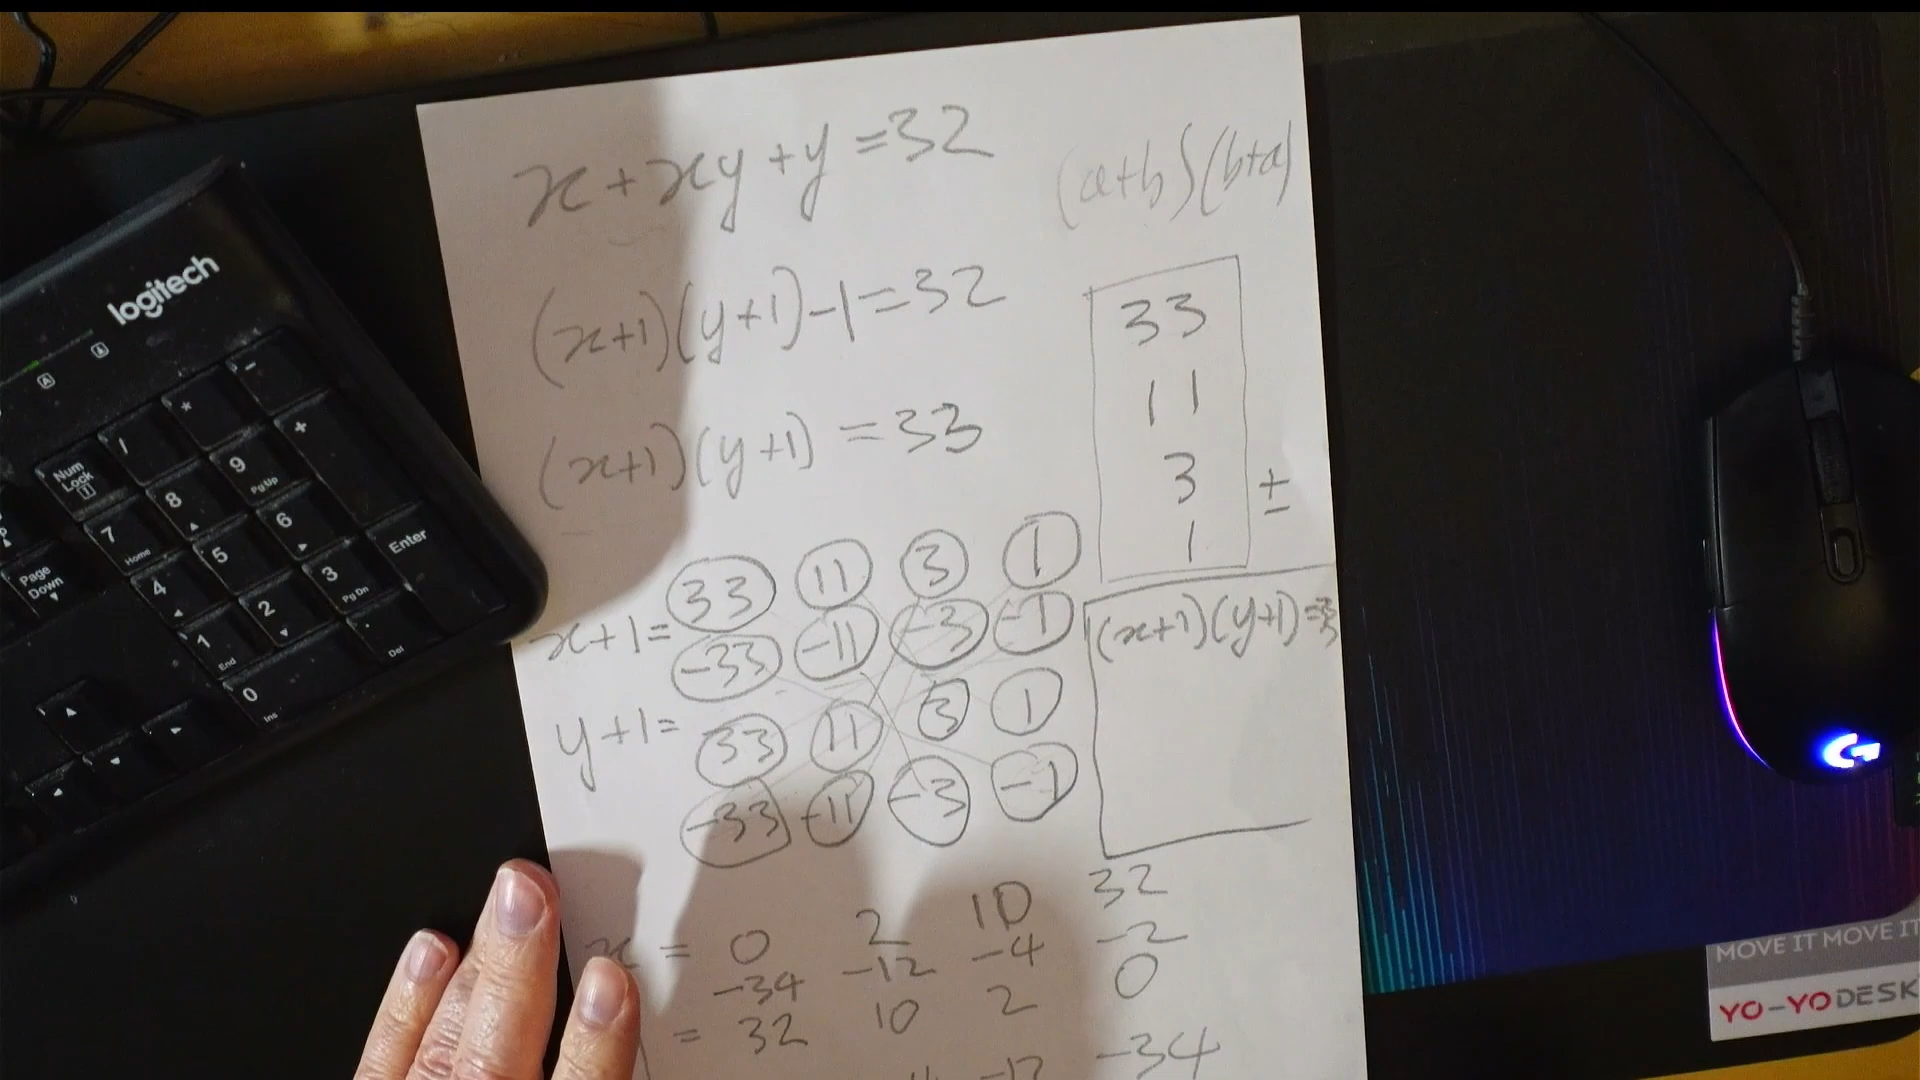 x + xy + y = 32
(a+b)(b+a)
(x+1)(y+1)-1=32
(x+1)(y+1) = 33
33
11
3 ±
1
x+1= 33 11 3 1
-33 -11 -3 -1
y+1= 33 11 3 1
-33 -11 -3 -1
(x+1)(y+1)=33
x = 0 2 10 32
-34 -12 -4 -2
= 32 10 2 0
-12 -34
logitech
Num Lock
/
*
-
7 Home
8
9 Pg Up
+
4
5
6
1 End
2
3 Pg Dn
Enter
0 Ins
. Del
Page Down
A
G
MOVE IT MOVE IT
YO-YO DESK